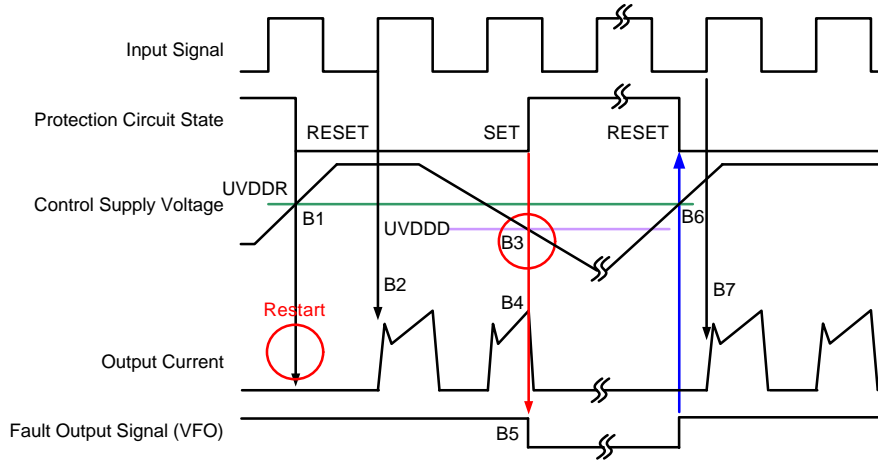 Input Signal
Protection Circuit State
RESET
SET
RESET
UVDDR
Control Supply Voltage
B1
B6
UVDDD
B3
B2
B7
Restart
B4
Output Current
Fault Output Signal (VFO)
B5